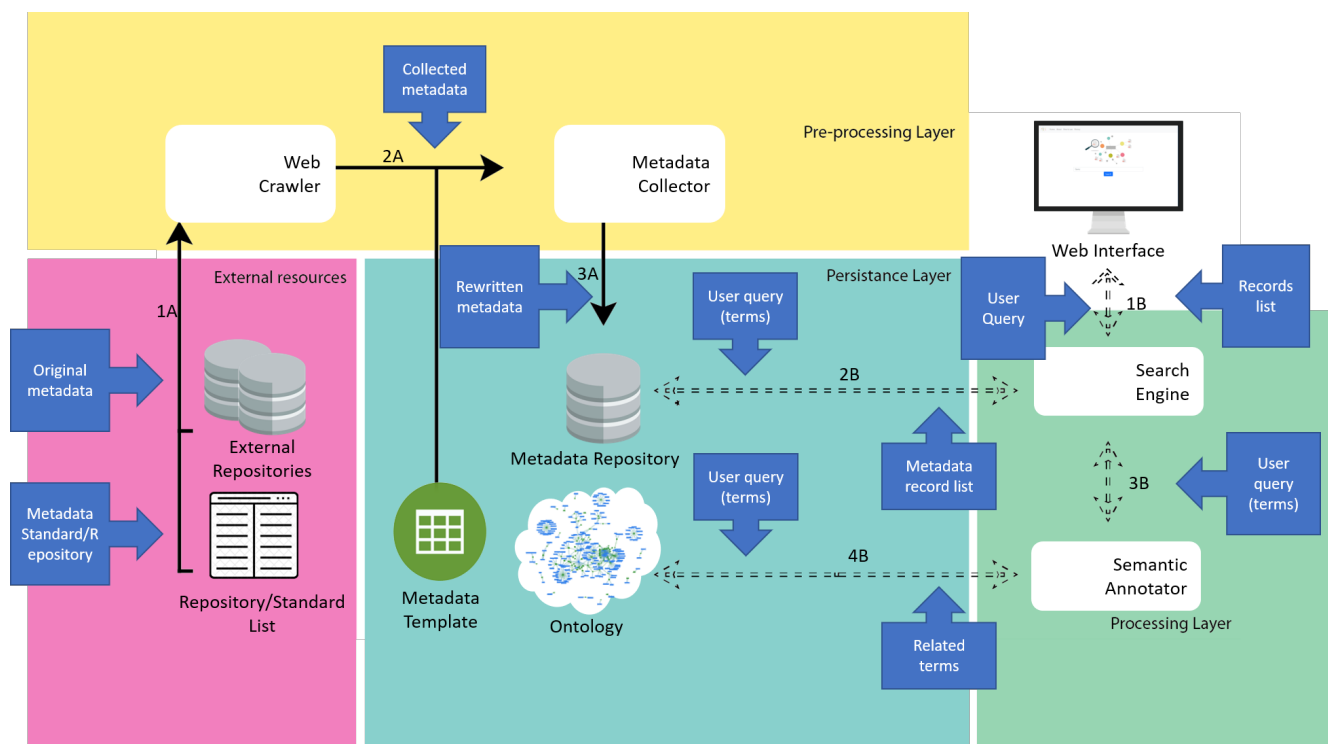 Collected
metadata
Pre-processing Layer
2A
Web
Crawler
Metadata
Collector
Web Interface
External resources
Persistance Layer
1A
Rewritten
metadata
3A
User query
(terms)
User
Query
1B
Records
list
Original
metadata
2B
Search
Engine
External
Repositories
Metadata Repository
User query
(terms)
Metadata
record list
3B
User
query
(terms)
Metadata
Standard/R
epository
4B
Semantic
Annotator
Repository/Standard
List
Metadata
Template
Ontology
Processing Layer
Related
terms